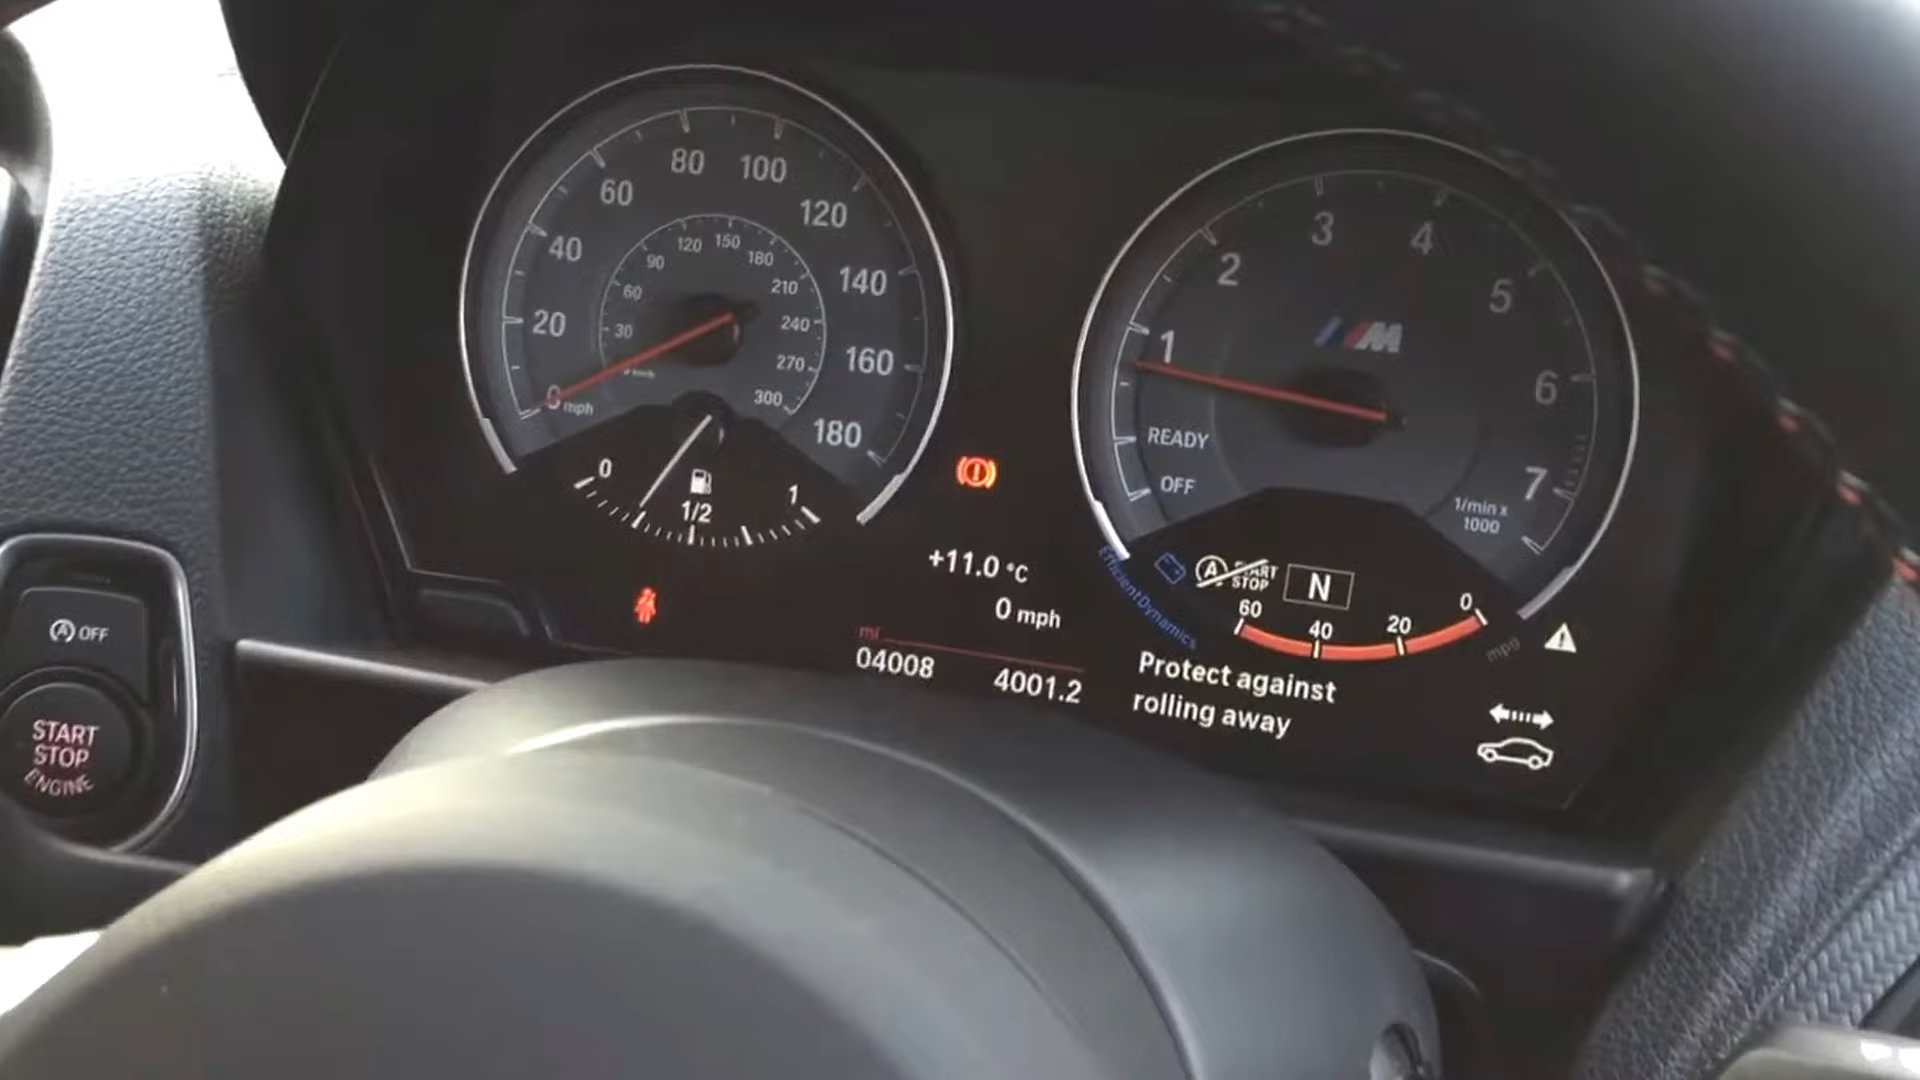 80 100
60 120
40 140
20 160
0 mph 180
120 150 180
90 210
60 240
30 270
300
0 1/2 1
3 4
2 5
1 6
7
M
READY
OFF
1/min x
1000
+11.0 °C
0 mph
mi
04008 4001.2
EfficientDynamics
A START
STOP
N
60 40 20 0
mpg
Protect against
rolling away
A OFF
START
STOP
ENGINE